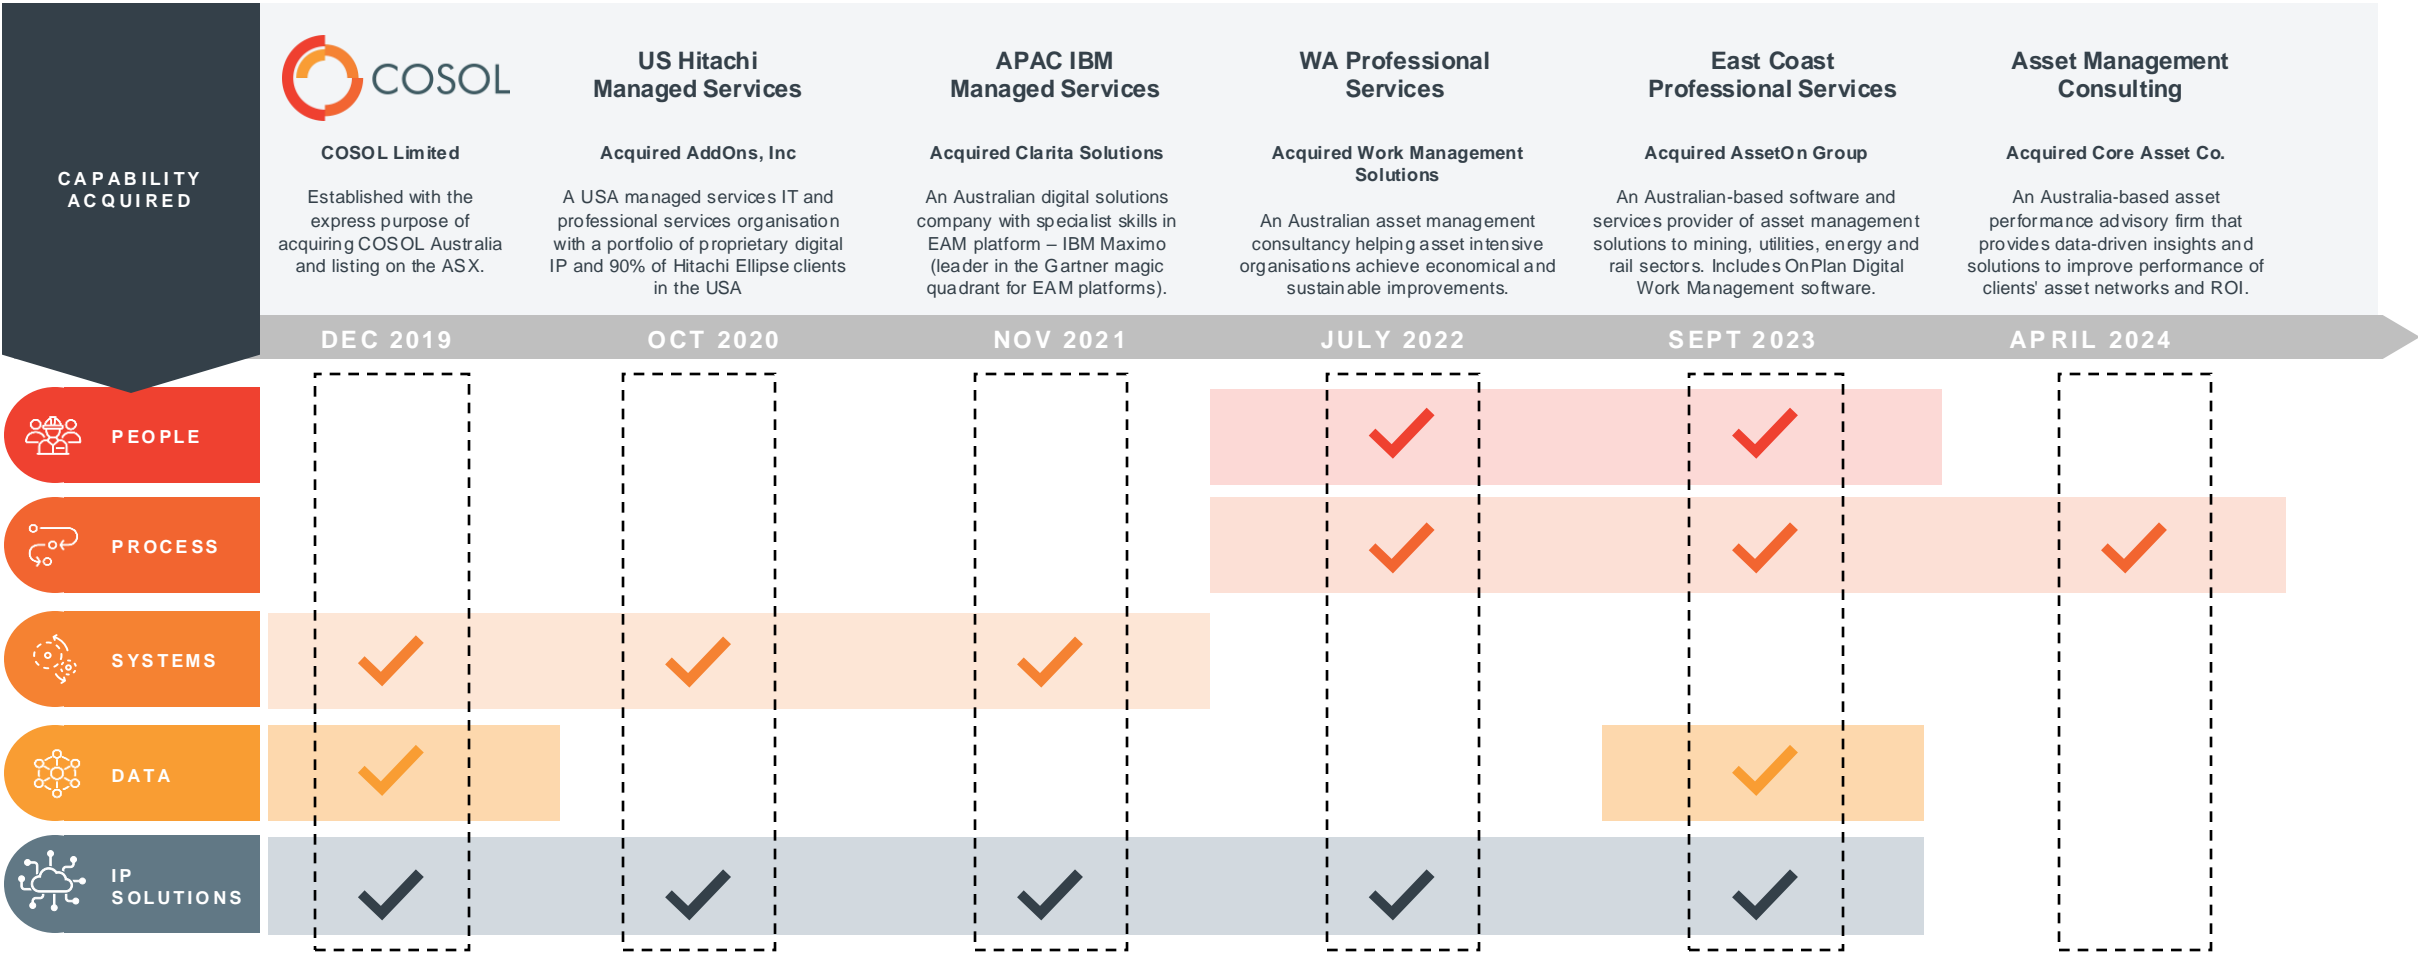 CAPABILITY
ACQUIRED
COSOL
COSOL Limited
Established with the
express purpose of
acquiring COSOL Australia
and listing on the ASX.
US Hitachi
Managed Services
Acquired AddOns, Inc
A USA managed services IT and
professional services organisation
with a portfolio of proprietary digital
IP and 90% of Hitachi Ellipse clients
in the USA
APAC IBM
Managed Services
Acquired Clarita Solutions
An Australian digital solutions
company with specialist skills in
EAM platform – IBM Maximo
(leader in the Gartner magic
quadrant for EAM platforms).
WA Professional
Services
Acquired Work Management
Solutions
An Australian asset management
consultancy helping asset intensive
organisations achieve economical and
sustainable improvements.
East Coast
Professional Services
Acquired AssetOn Group
An Australian-based software and
services provider of asset management
solutions to mining, utilities, energy and
rail sectors. Includes OnPlan Digital
Work Management software.
Asset Management
Consulting
Acquired Core Asset Co.
An Australia-based asset
performance advisory firm that
provides data-driven insights and
solutions to improve performance of
clients' asset networks and ROI.
DEC 2019
OCT 2020
NOV 2021
JULY 2022
SEPT 2023
APRIL 2024
PEOPLE
PROCESS
SYSTEMS
DATA
IP
SOLUTIONS